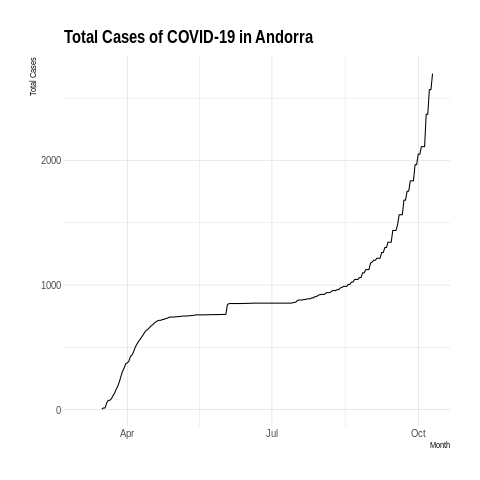 Total Cases of COVID-19 in Andorra
Total Cases
2000
1000
0
Apr
Jul
Oct
Month